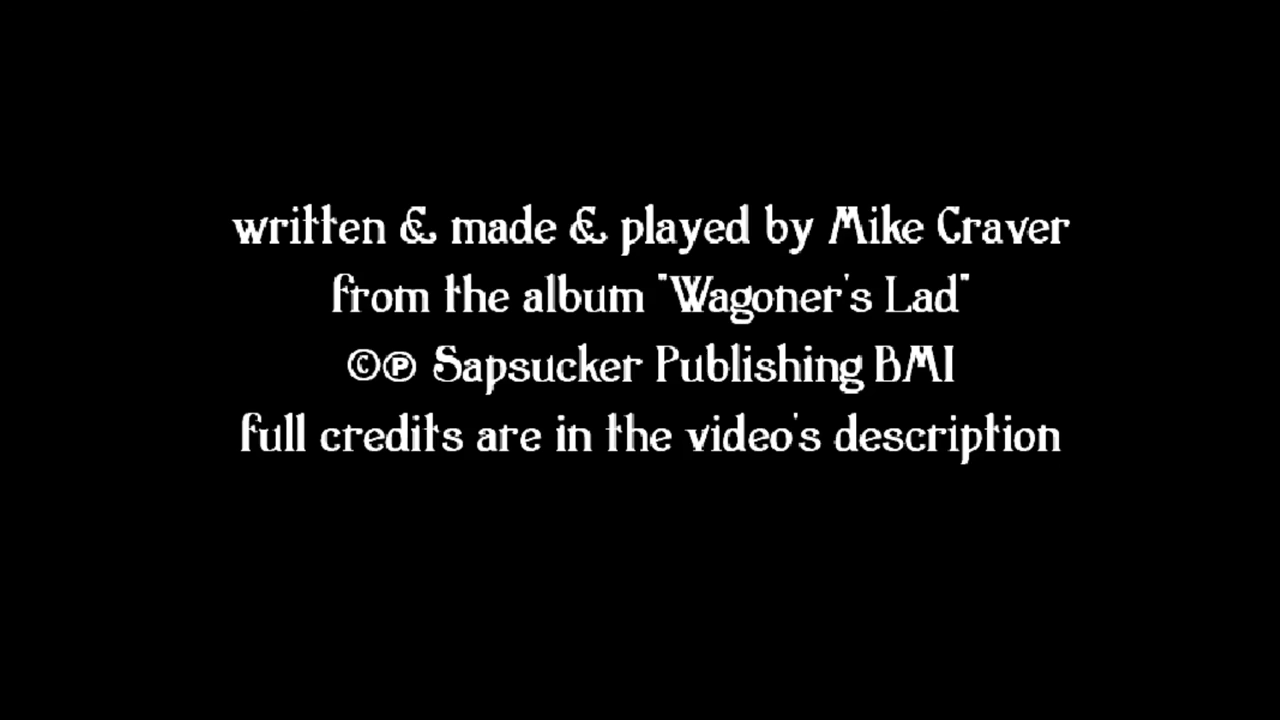 written & made & played by Mike Craver
from the album "Wagoner's Lad"
©℗ Sapsucker Publishing BMI
full credits are in the video's description